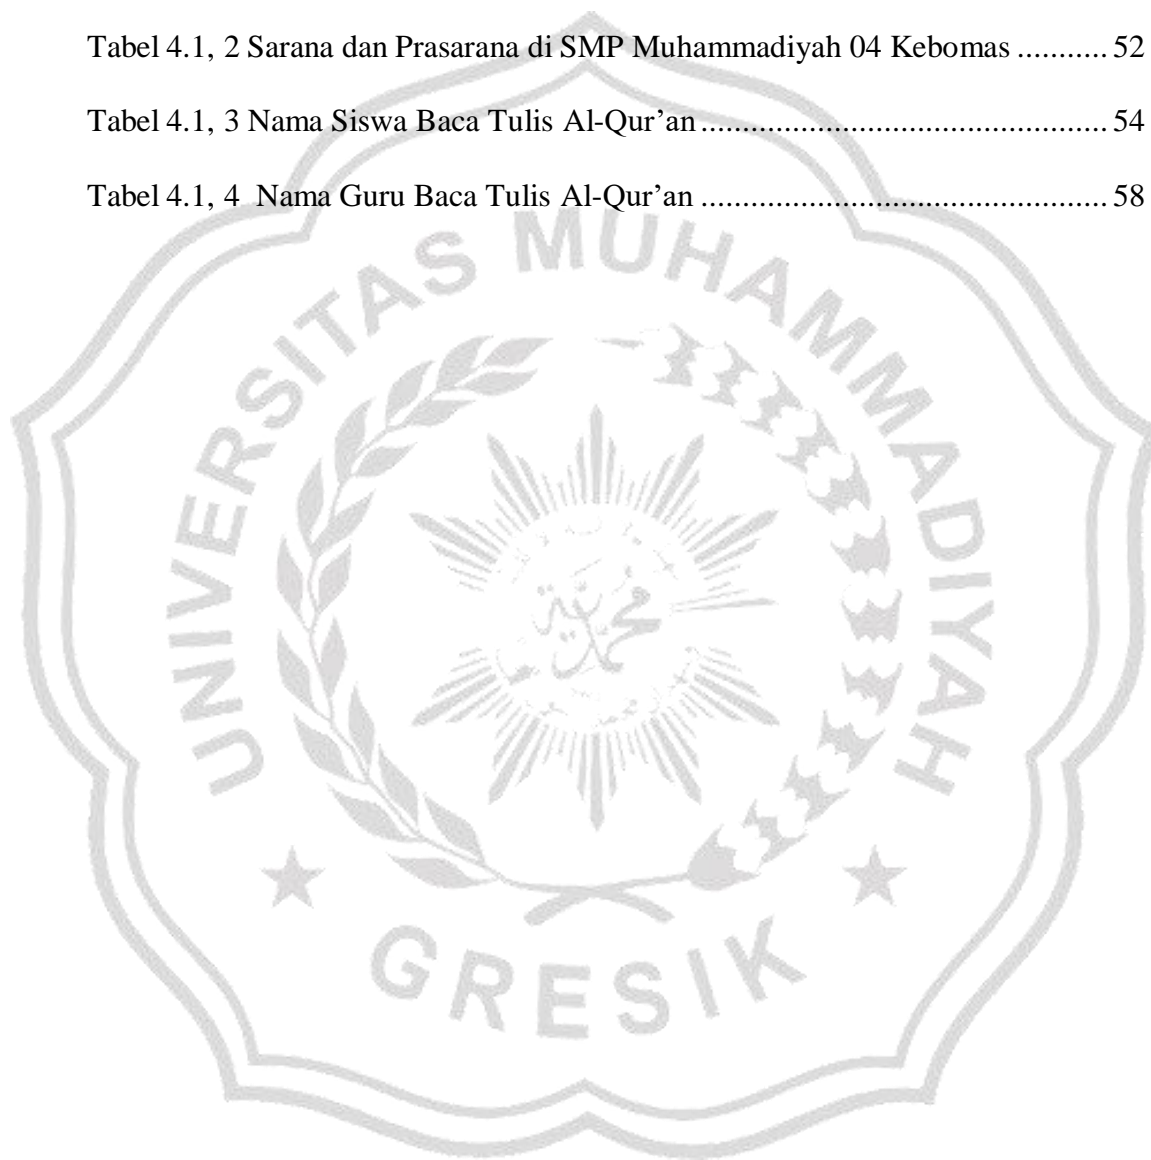 Tabel 4.1, 2 Sarana dan Prasarana di SMP Muhammadiyah 04 Kebomas ........... 52
Tabel 4.1, 3 Nama Siswa Baca Tulis Al-Qur’an ................................................. 54
Tabel 4.1, 4  Nama Guru Baca Tulis Al-Qur’an ................................................. 58
UNIVERSITAS MUHAMMADIYAH
محمدية
GRESIK